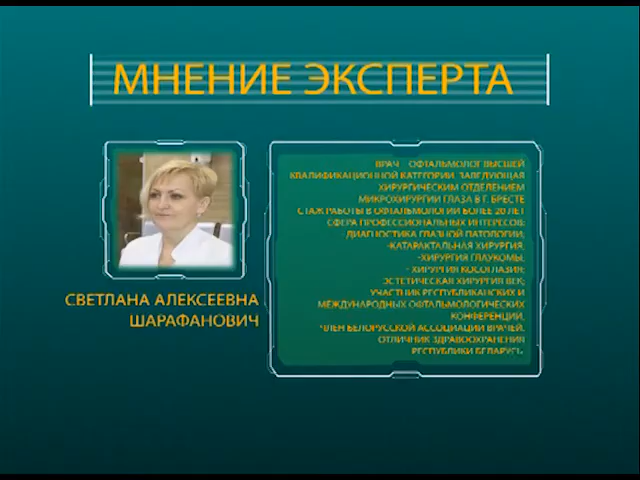 МНЕНИЕ ЭКСПЕРТА
СВЕТЛАНА АЛЕКСЕЕВНА
ШАРАФАНОВИЧ
ВРАЧ – ОФТАЛЬМОЛОГ ВЫСШЕЙ
КВАЛИФИКАЦИОННОЙ КАТЕГОРИИ, ЗАВЕДУЮЩАЯ
ХИРУРГИЧЕСКИМ ОТДЕЛЕНИЕМ
МИКРОХИРУРГИИ ГЛАЗА В Г. БРЕСТЕ
СТАЖ РАБОТЫ В ОФТАЛЬМОЛОГИИ БОЛЕЕ 20 ЛЕТ
СФЕРА ПРОФЕССИОНАЛЬНЫХ ИНТЕРЕСОВ:
- ДИАГНОСТИКА ГЛАЗНОЙ ПАТОЛОГИИ;
-КАТАРАКТАЛЬНАЯ ХИРУРГИЯ,
-ХИРУРГИЯ ГЛАУКОМЫ,
- ХИРУРГИЯ КОСОГЛАЗИЯ;
ЭСТЕТИЧЕСКАЯ ХИРУРГИЯ ВЕК;
УЧАСТНИК РЕСПУБЛИКАНСКИХ И
МЕЖДУНАРОДНЫХ ОФТАЛЬМОЛОГИЧЕСКИХ
КОНФЕРЕНЦИЙ,
ЧЛЕН БЕЛОРУССКОЙ АССОЦИАЦИИ ВРАЧЕЙ.
ОТЛИЧНИК ЗДРАВООХРАНЕНИЯ
РЕСПУБЛИКИ БЕЛАРУСЬ.